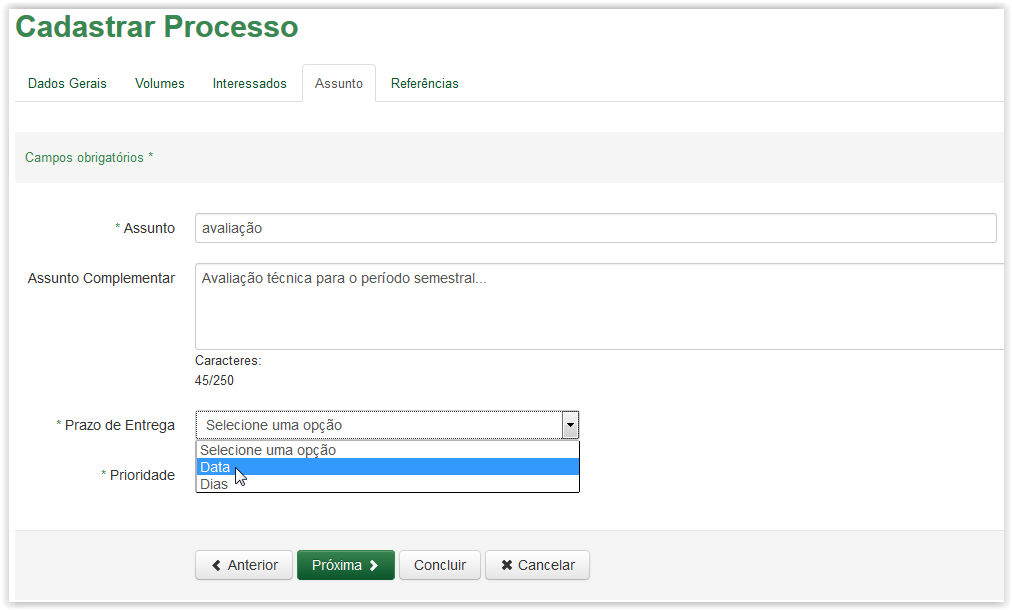 Cadastrar Processo
Dados Gerais Volumes Interessados Assunto Referências
Campos obrigatórios *
* Assunto avaliação
Assunto Complementar Avaliação técnica para o período semestral...
Caracteres:
45/250
* Prazo de Entrega Selecione uma opção
Selecione uma opção
Data
* Prioridade
Dias
Anterior Próxima Concluir Cancelar